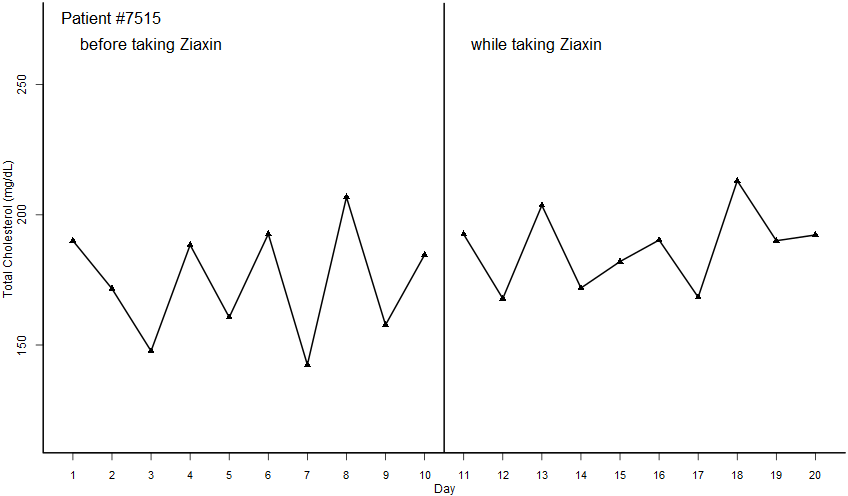 Patient #7515
before taking Ziaxin
while taking Ziaxin
Total Cholesterol (mg/dL)
250
200
150
1 2 3 4 5 6 7 8 9 10 11 12 13 14 15 16 17 18 19 20
Day